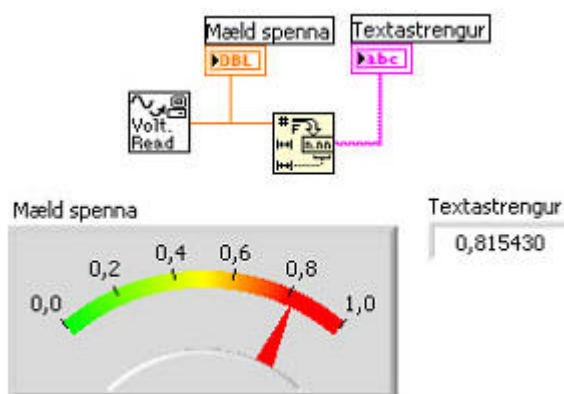 Mæld spenna
Textastrengur
DBL
abc
Volt.
Read
#
F
n.nn
Mæld spenna
Textastrengur
0,815430
0,0
0,2
0,4
0,6
0,8
1,0